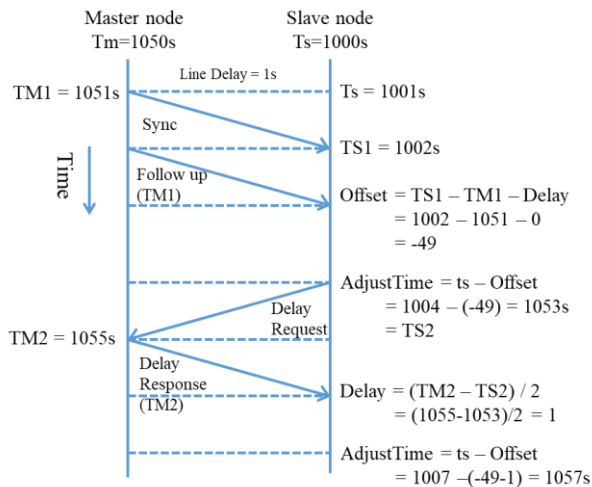 Master node
Tm=1050s
Slave node
Ts=1000s
Line Delay = 1s
TM1 = 1051s
Ts = 1001s
Sync
TS1 = 1002s
Time
Follow up
(TM1)
Offset = TS1 – TM1 – Delay
= 1002 – 1051 – 0
= -49
AdjustTime = ts – Offset
= 1004 – (-49) = 1053s
= TS2
Delay
Request
TM2 = 1055s
Delay
Response
(TM2)
Delay = (TM2 – TS2) / 2
= (1055-1053)/2 = 1
AdjustTime = ts – Offset
= 1007 –(-49-1) = 1057s